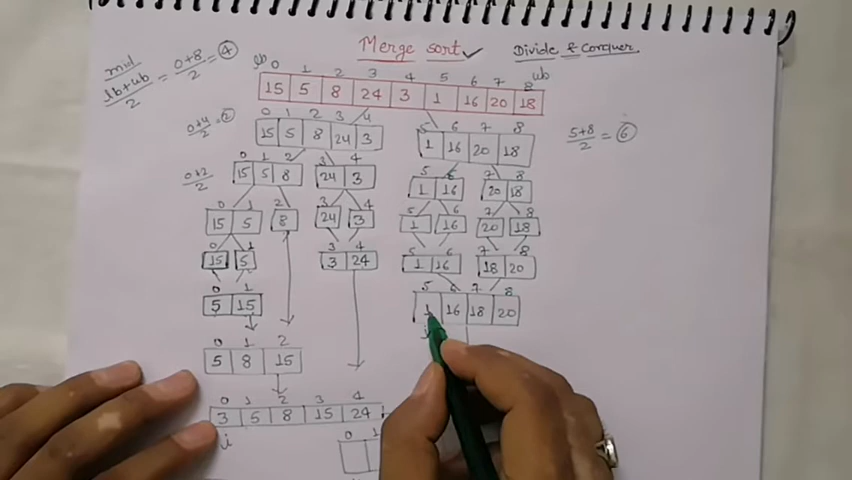 Merge sort ✓ Divide & Conquer
mid
lb+ub/2 = 0+8/2 = 4
lb 0 1 2 3 4 5 6 7 8 ub
15 5 8 24 3 1 16 20 18
0+4/2 = 2
0 1 2 3 4
15 5 8 24 3
5 6 7 8
1 16 20 18
5+8/2 = 6
0+2/2
0 1 2
15 5 8
3 4
24 3
5 6
1 16
7 8
20 18
0 1
15 5
2
8
3
24
4
3
5
1
6
16
7
20
8
18
0
15
1
5
3 4
3 24
5 6
1 16
7 8
18 20
0 1
5 15
5 6 7 8
1 16 18 20
0 1 2
5 8 15
0 1 2 3 4
3 5 8 15 24
i
0 1